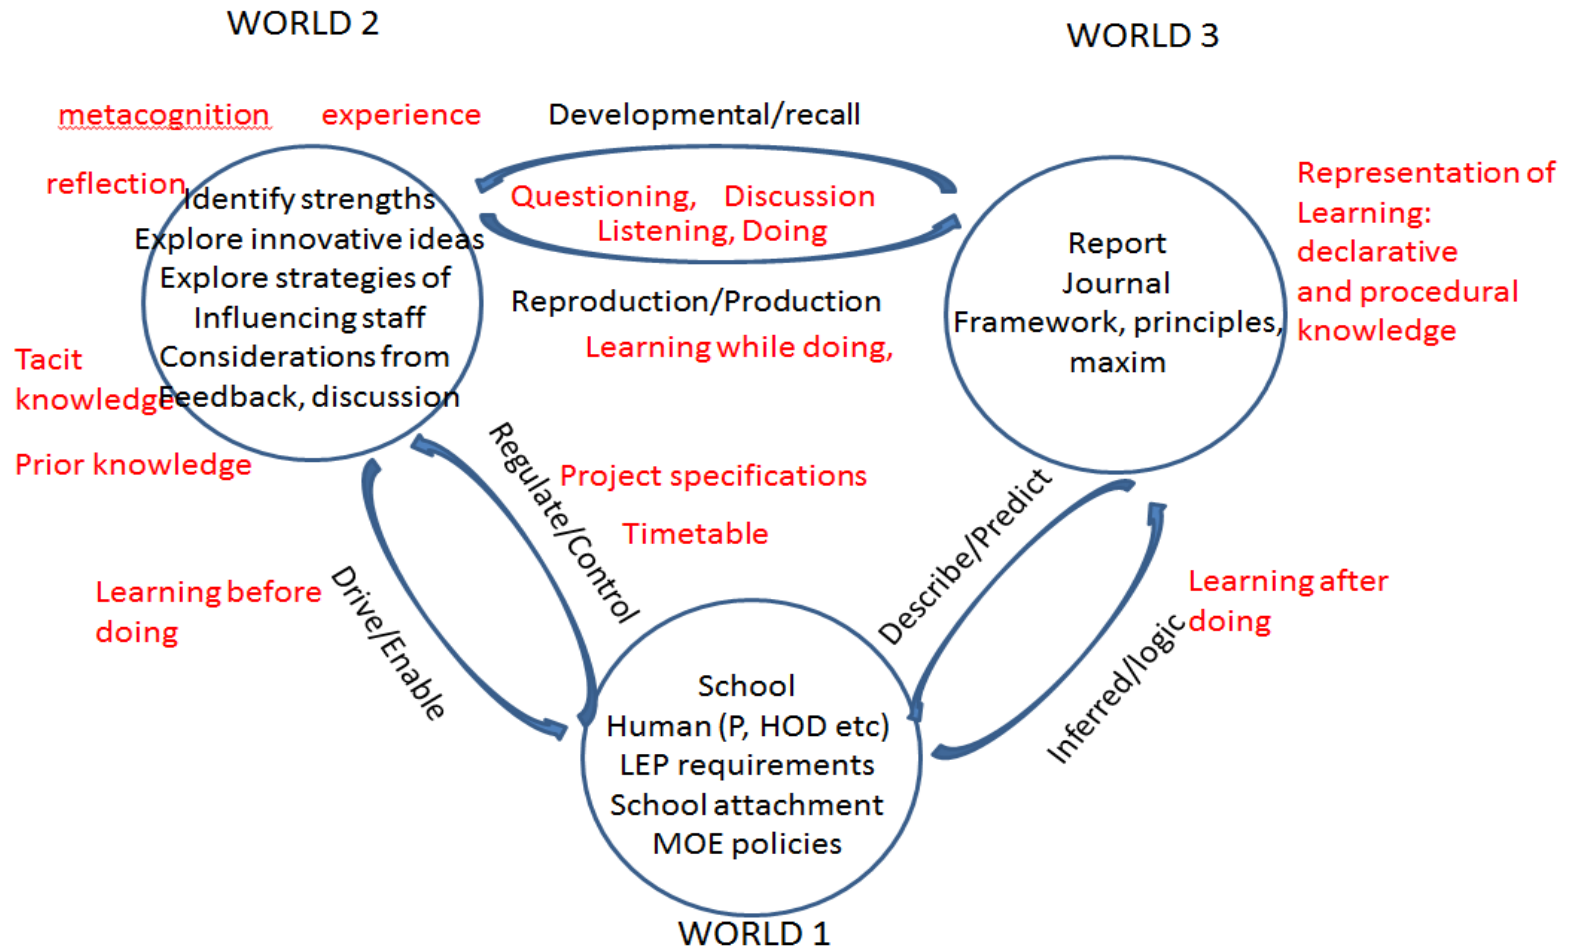 WORLD 2
WORLD 3
metacognition
experience
Developmental/recall
reflection
Identify strengths
Explore innovative ideas
Explore strategies of
Influencing staff
Considerations from
Feedback, discussion
Questioning, Discussion
Listening, Doing
Reproduction/Production
Learning while doing,
Report
Journal
Framework, principles,
maxim
Representation of
Learning:
declarative
and procedural
knowledge
Tacit
knowledge
Prior knowledge
Regulate/Control
Project specifications
Timetable
Describe/Predict
Learning before
doing
Drive/Enable
Learning after
doing
Inferred/logic
School
Human (P, HOD etc)
LEP requirements
School attachment
MOE policies
WORLD 1